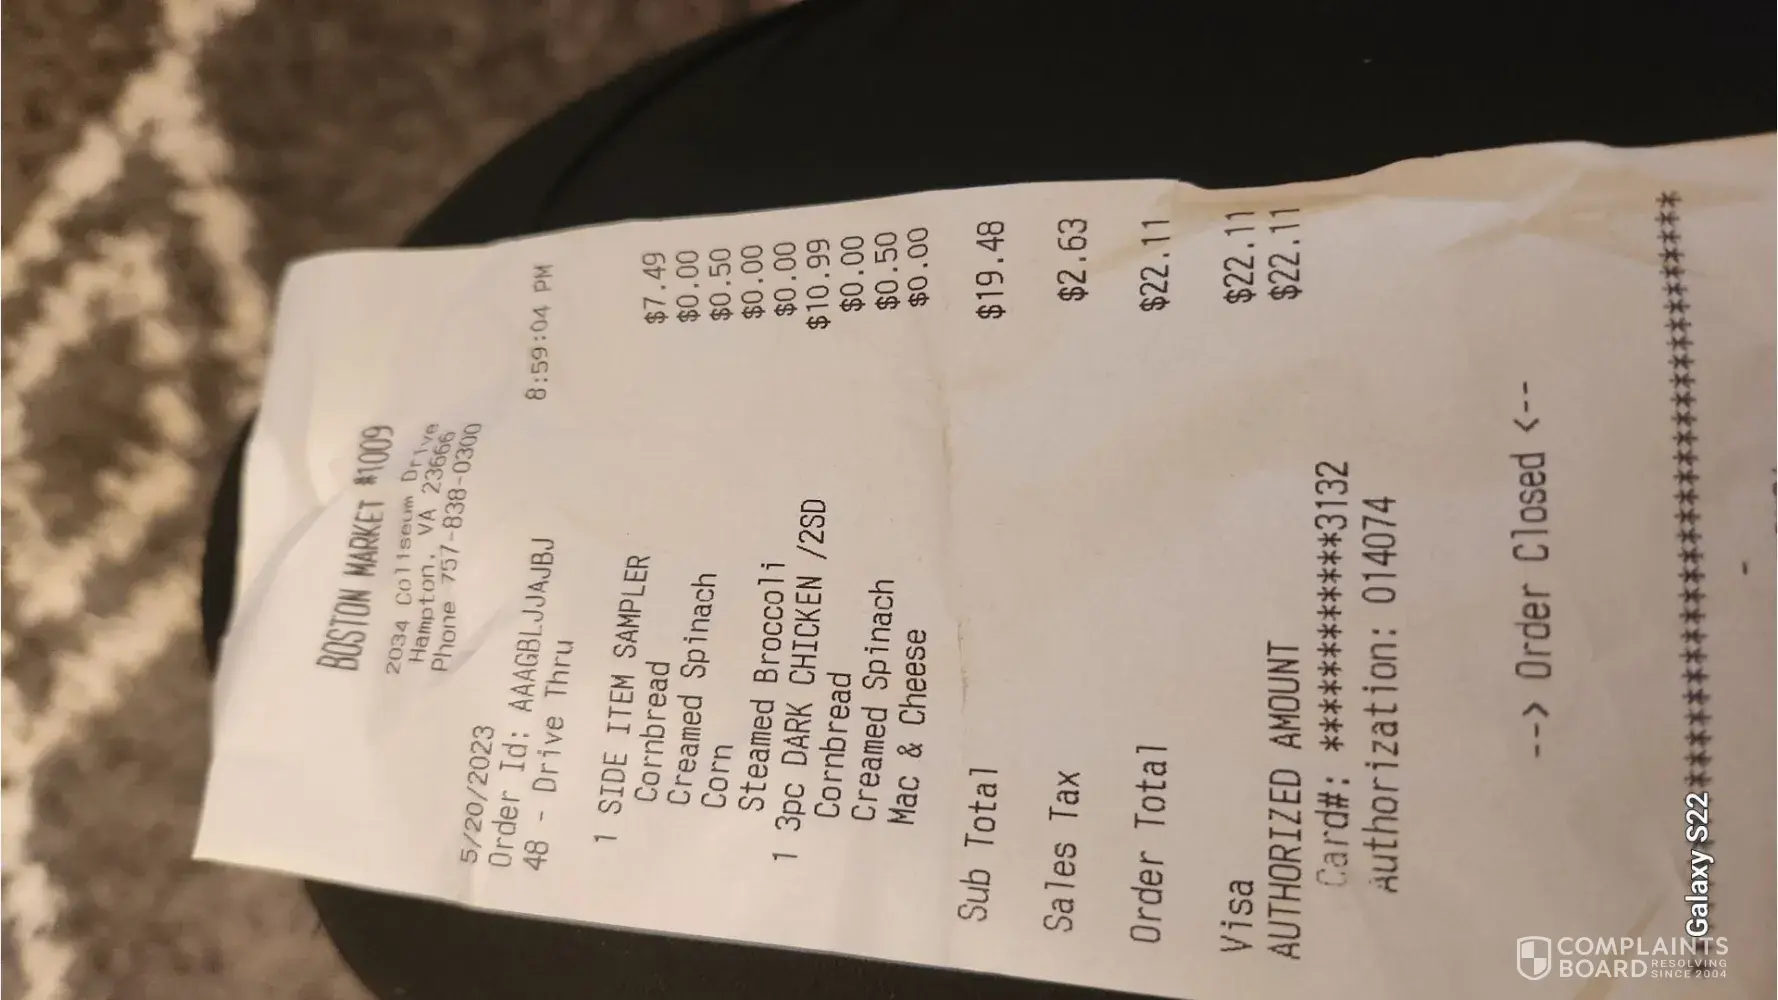 BOSTON MARKET #1009
2034 Coliseum Drive
Hampton, VA 23666
Phone 757-838-0300
5/20/2023 8:59:04 PM
Order Id: AAAGBLJJAJBJ
48 - Drive Thru
1 SIDE ITEM SAMPLER $7.49
Cornbread $0.00
Creamed Spinach $0.50
Corn $0.00
Steamed Broccoli $0.00
1 3pc DARK CHICKEN /2SD $10.99
Cornbread $0.00
Creamed Spinach $0.50
Mac & Cheese $0.00
Sub Total $19.48
Sales Tax $2.63
Order Total $22.11
Visa $22.11
AUTHORIZED AMOUNT $22.11
Card#: ************3132
Authorization: 014074
--> Order Closed <--
****************************************
Galaxy S22
COMPLAINTS
BOARD RESOLVING SINCE 2004